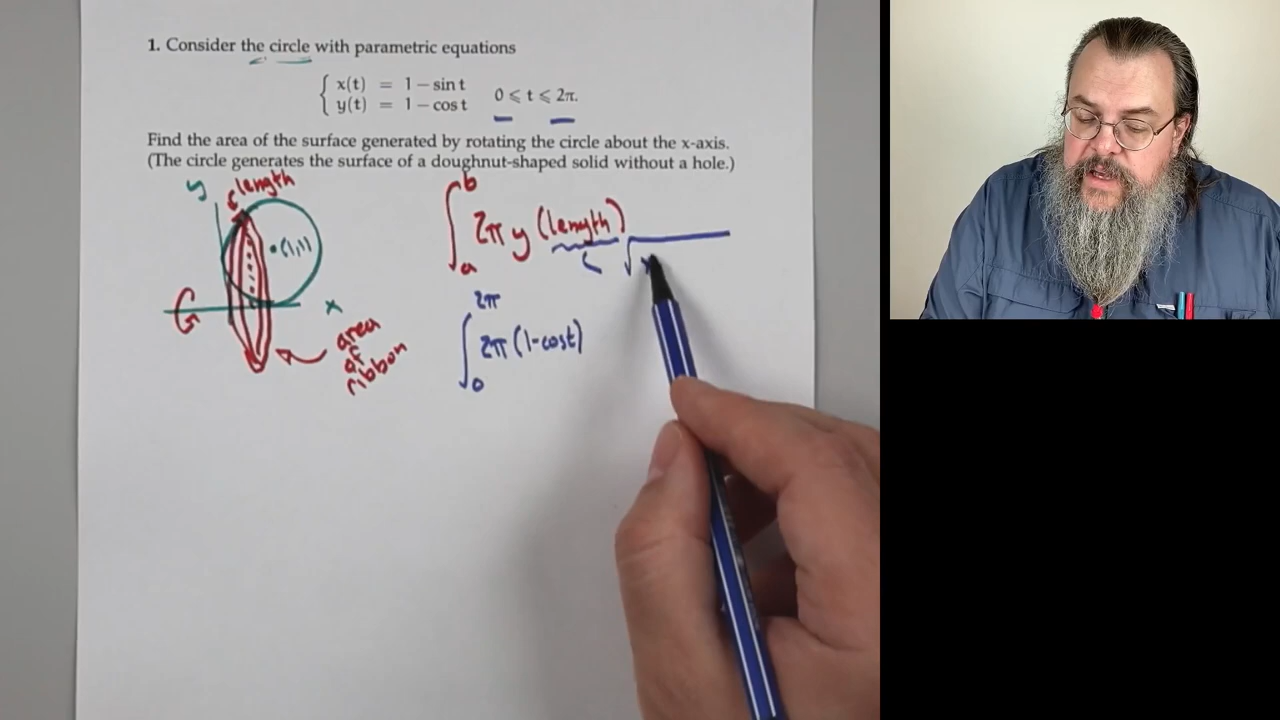 1. Consider the circle with parametric equations
x(t) = 1 − sin t
y(t) = 1 − cos t
0 ⩽ t ⩽ 2π.
Find the area of the surface generated by rotating the circle about the x-axis.
(The circle generates the surface of a doughnut-shaped solid without a hole.)
y
length
(1,1)
x
area
of
ribbon
∫ₐᵇ 2π y (length)
√x
∫₀²π 2π (1-cost)